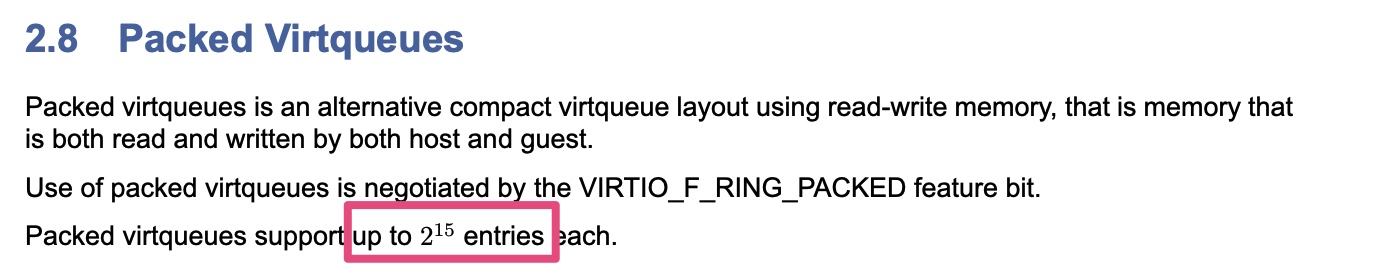 2.8 Packed Virtqueues
Packed virtqueues is an alternative compact virtqueue layout using read-write memory, that is memory that
is both read and written by both host and guest.
Use of packed virtqueues is negotiated by the VIRTIO_F_RING_PACKED feature bit.
Packed virtqueues support up to 2¹⁵ entries each.